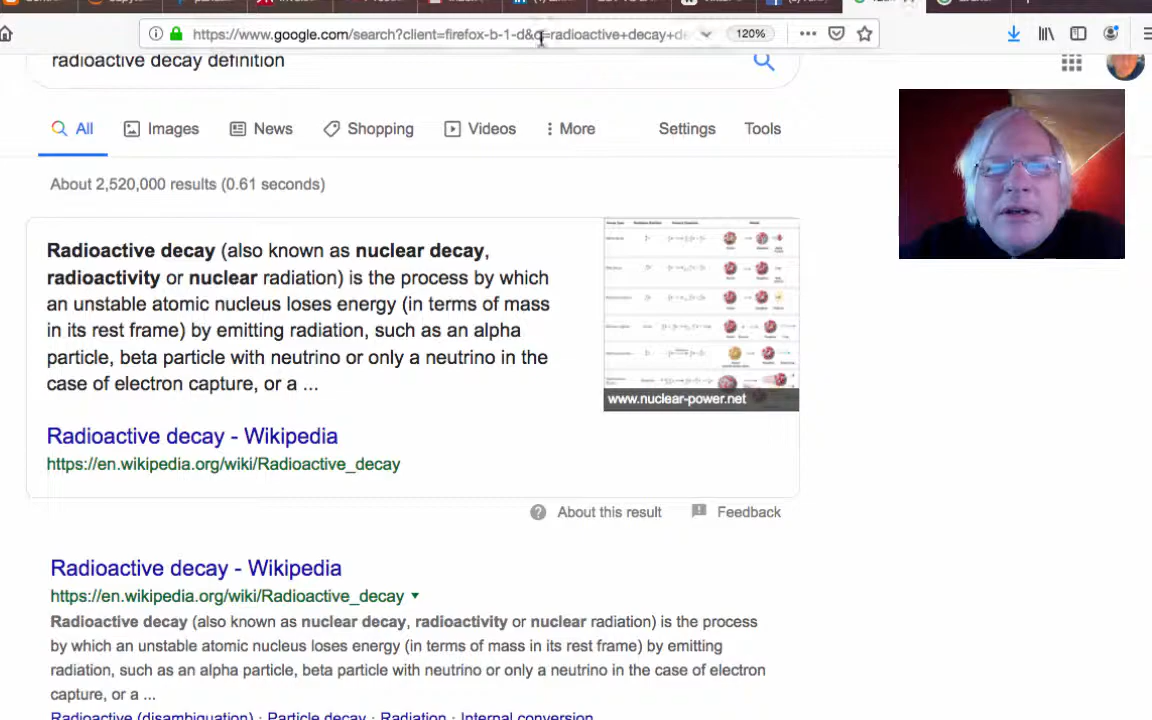 https://www.google.com/search?client=firefox-b-1-d&q=radioactive+decay+de
120%
radioactive decay definition
All
Images
News
Shopping
Videos
More
Settings
Tools
About 2,520,000 results (0.61 seconds)
Radioactive decay (also known as nuclear decay,
radioactivity or nuclear radiation) is the process by which
an unstable atomic nucleus loses energy (in terms of mass
in its rest frame) by emitting radiation, such as an alpha
particle, beta particle with neutrino or only a neutrino in the
case of electron capture, or a ...
www.nuclear-power.net
Radioactive decay - Wikipedia
https://en.wikipedia.org/wiki/Radioactive_decay
About this result
Feedback
Radioactive decay - Wikipedia
https://en.wikipedia.org/wiki/Radioactive_decay
Radioactive decay (also known as nuclear decay, radioactivity or nuclear radiation) is the process
by which an unstable atomic nucleus loses energy (in terms of mass in its rest frame) by emitting
radiation, such as an alpha particle, beta particle with neutrino or only a neutrino in the case of electron
capture, or a ...
Radioactive (disambiguation) · Particle decay · Radiation · Internal conversion